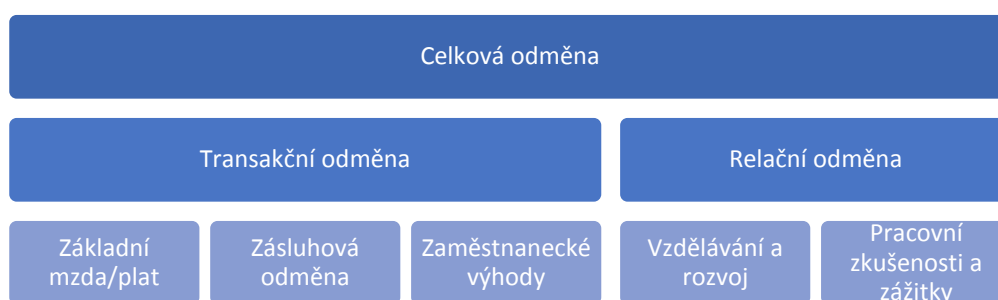 Celková odměna
Transakční odměna
Relační odměna
Základní
mzda/plat
Zásluhová
odměna
Zaměstnanecké
výhody
Vzdělávání a
rozvoj
Pracovní
zkušenosti a
zážitky